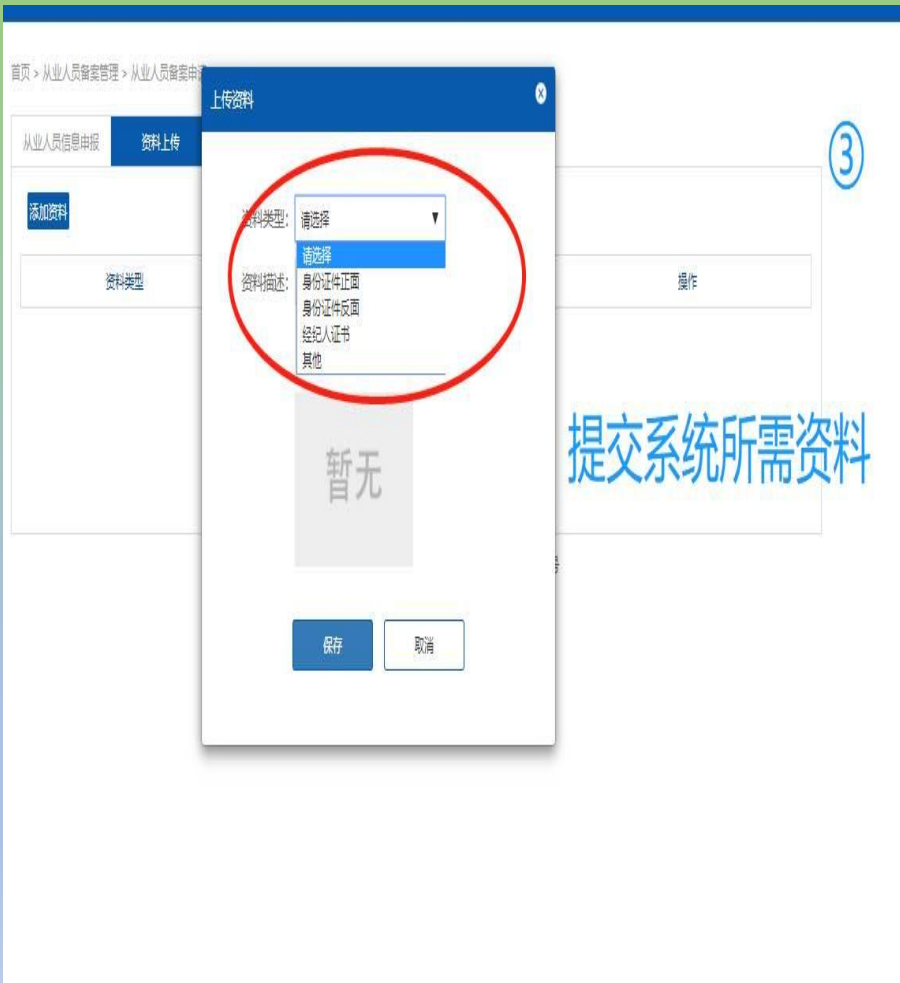 首页 > 从业人员备案管理 > 从业人员备案申请
上传资料
从业人员信息申报
资料上传
③
添加资料
资料类型：
请选择
▼
请选择
资料类型
资料描述：
身份证件正面
操作
身份证件反面
经纪人证书
其他
提交系统所需资料
暂无
保存
取消